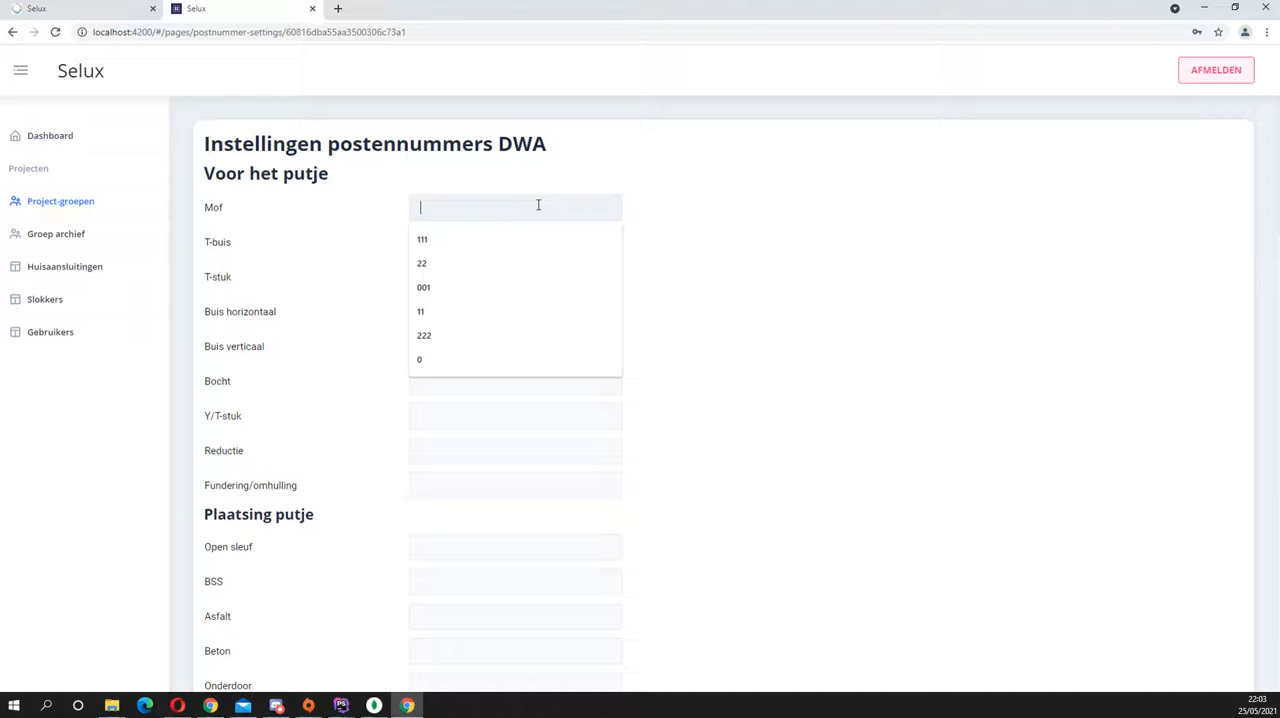 Selux
Selux
localhost:4200/#/pages/postnummer-settings/60816dba55aa3500306c73a1
Selux
AFMELDEN
Dashboard
Projecten
Project-groepen
Groep archief
Huisaansluitingen
Slokkers
Gebruikers
Instellingen postennummers DWA
Voor het putje
Mof
T-buis
T-stuk
Buis horizontaal
Buis verticaal
Bocht
Y/T-stuk
Reductie
Fundering/omhulling
111
22
001
11
222
0
Plaatsing putje
Open sleuf
BSS
Asfalt
Beton
Onderdoor
22:03
25/05/2021